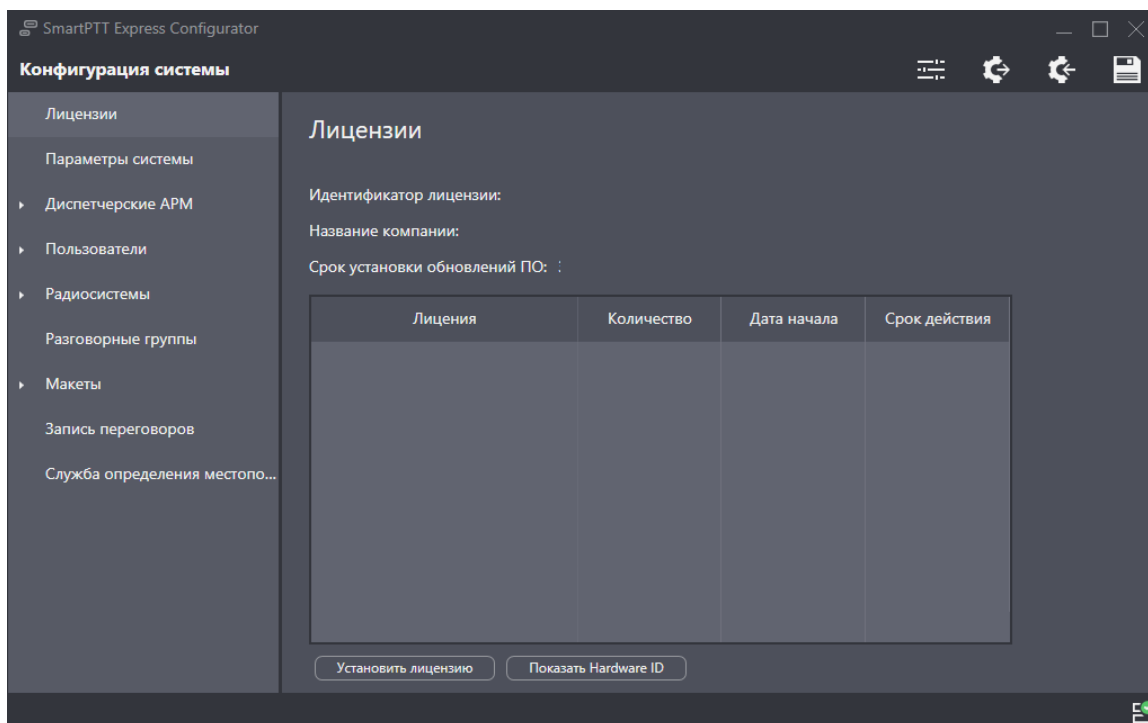 SmartPTT Express Configurator
Конфигурация системы
Лицензии
Параметры системы
Диспетчерские АРМ
Пользователи
Радиосистемы
Разговорные группы
Макеты
Запись переговоров
Служба определения местопо...
Лицензии
Идентификатор лицензии:
Название компании:
Срок установки обновлений ПО:
Лицения Количество Дата начала Срок действия
Установить лицензию Показать Hardware ID